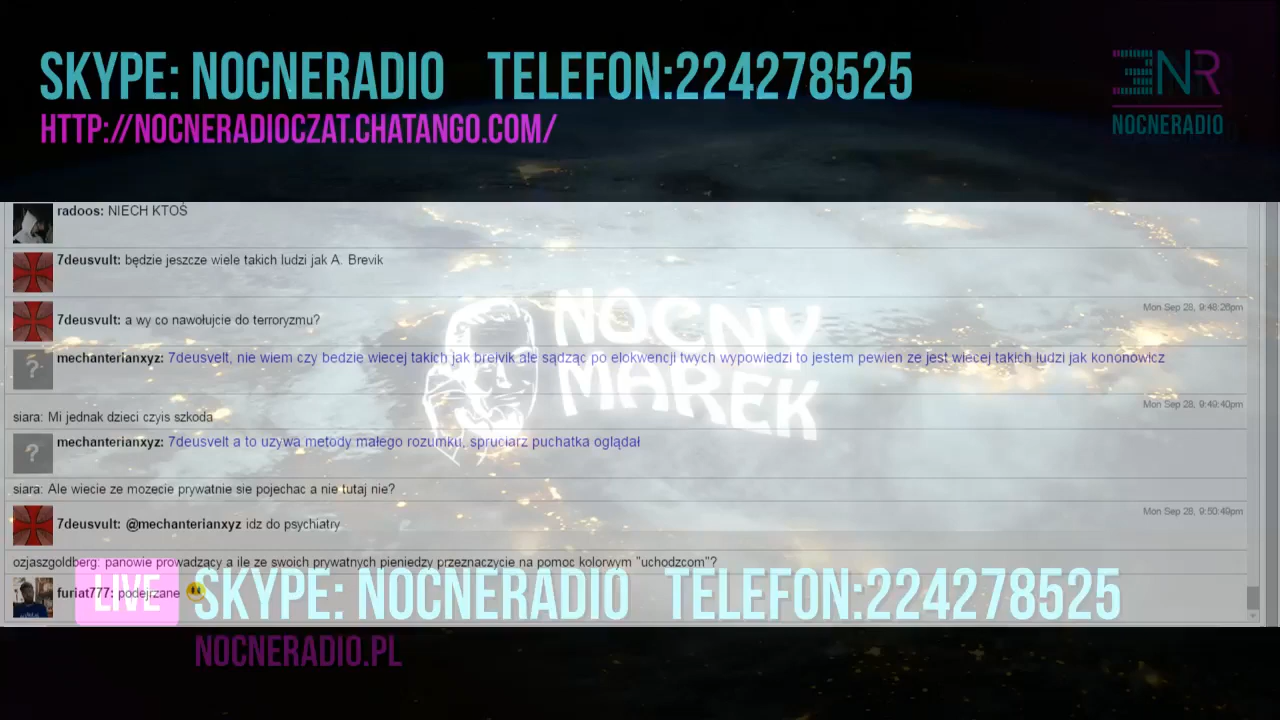 SKYPE: NOCNERADIO TELEFON:224278525
HTTP://NOCNERADIOCZAT.CHATANGO.COM/
NR
NOCNERADIO
radoos: NIECH KTOŚ
7deusvult: będzie jeszcze wiele takich ludzi jak A. Brevik
Mon Sep 28, 9:48:26pm
7deusvult: a wy co nawołujcie do terroryzmu?
mechanterianxyz: 7deusvelt, nie wiem czy bedzie wiecej takich jak breivik ale sądząc po elokwencji twych wypowiedzi to jestem pewien ze jest wiecej takich ludzi jak kononowicz
NOCNY
MAREK
Mon Sep 28, 9:49:40pm
siara: Mi jednak dzieci czyis szkoda
mechanterianxyz: 7deusvelt a to uzywa metody małego rozumku, spruciarz puchatka oglądał
siara: Ale wiecie ze mozecie prywatnie sie pojechac a nie tutaj nie?
Mon Sep 28, 9:50:49pm
7deusvult: @mechanterianxyz idz do psychiatry
ozjaszgoldberg: panowie prowadzący a ile ze swoich prywatnych pieniedzy przeznaczycie na pomoc kolorwym "uchodzcom"?
furiat777: podejrzane
LIVE SKYPE: NOCNERADIO TELEFON:224278525
NOCNERADIO.PL